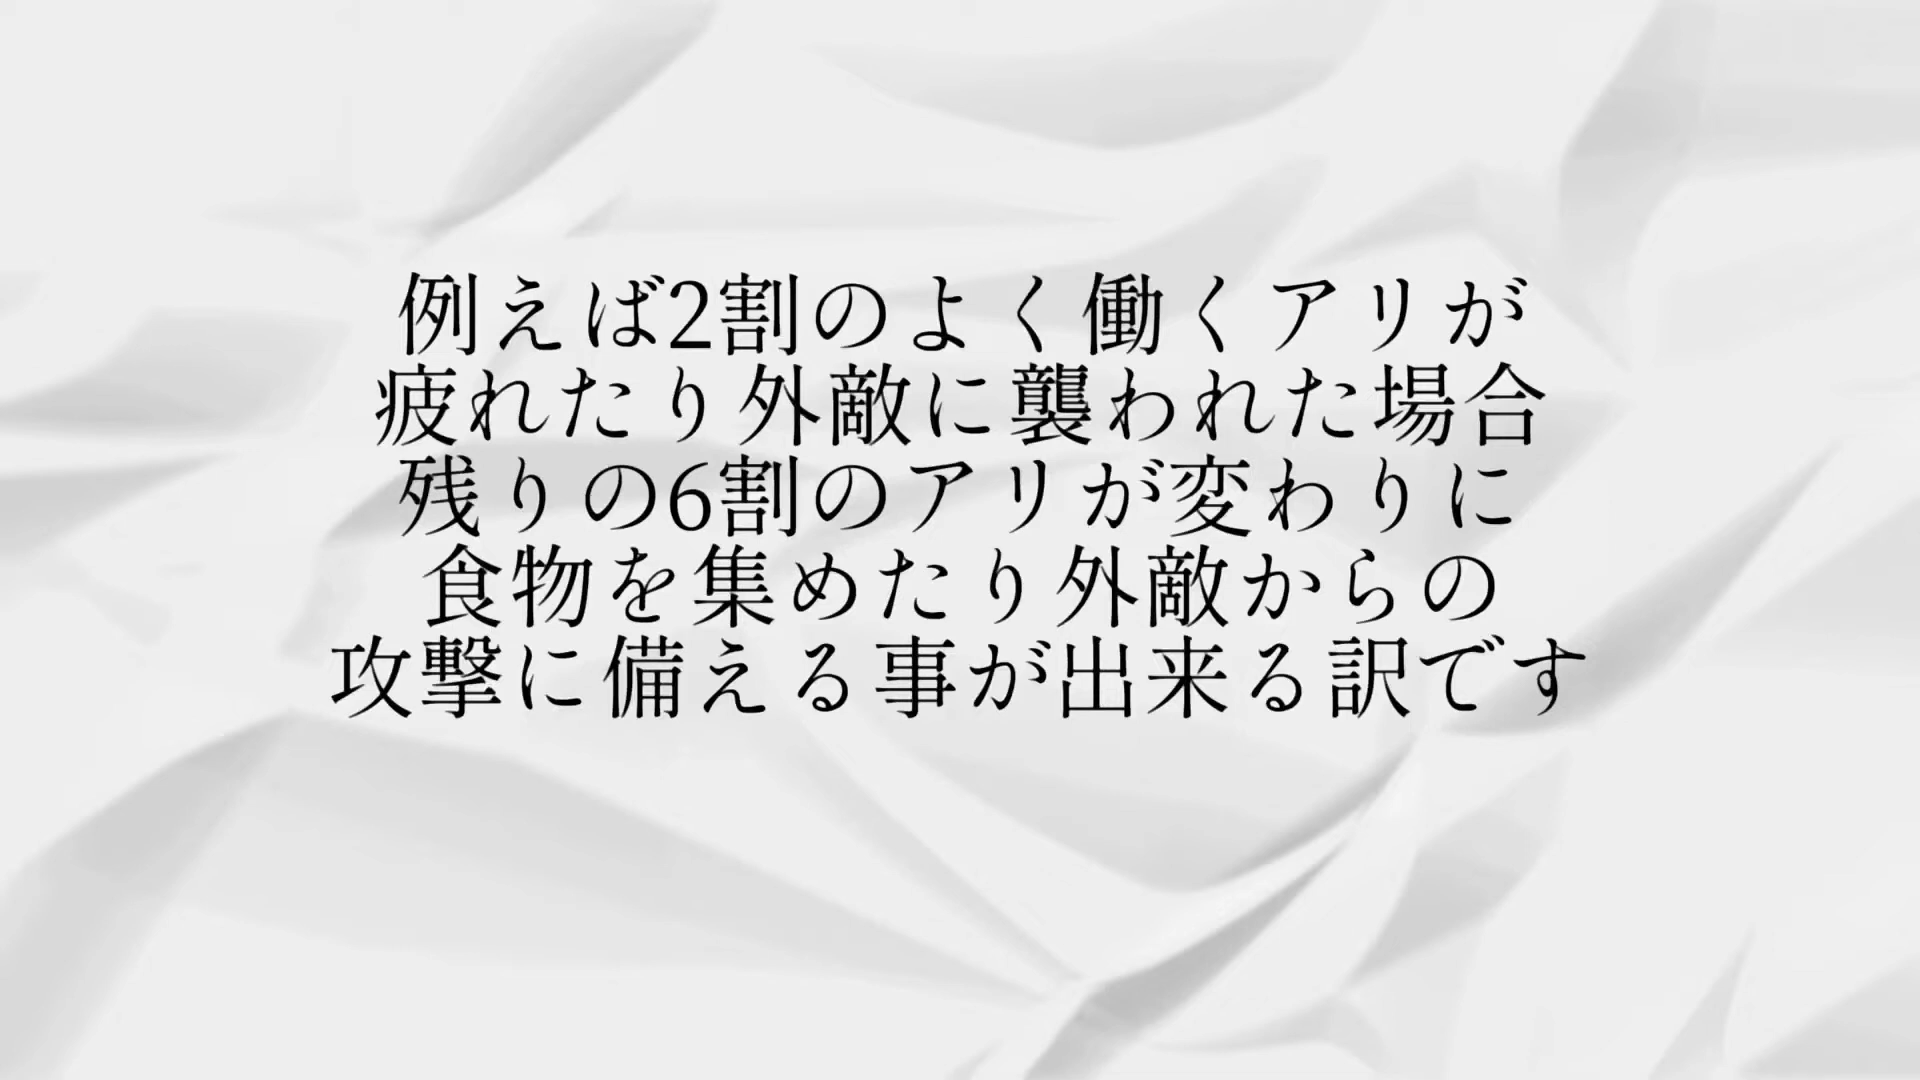 例えば2割のよく働くアリが
疲れたり外敵に襲われた場合
残りの6割のアリが変わりに
食物を集めたり外敵からの
攻撃に備える事が出来る訳です